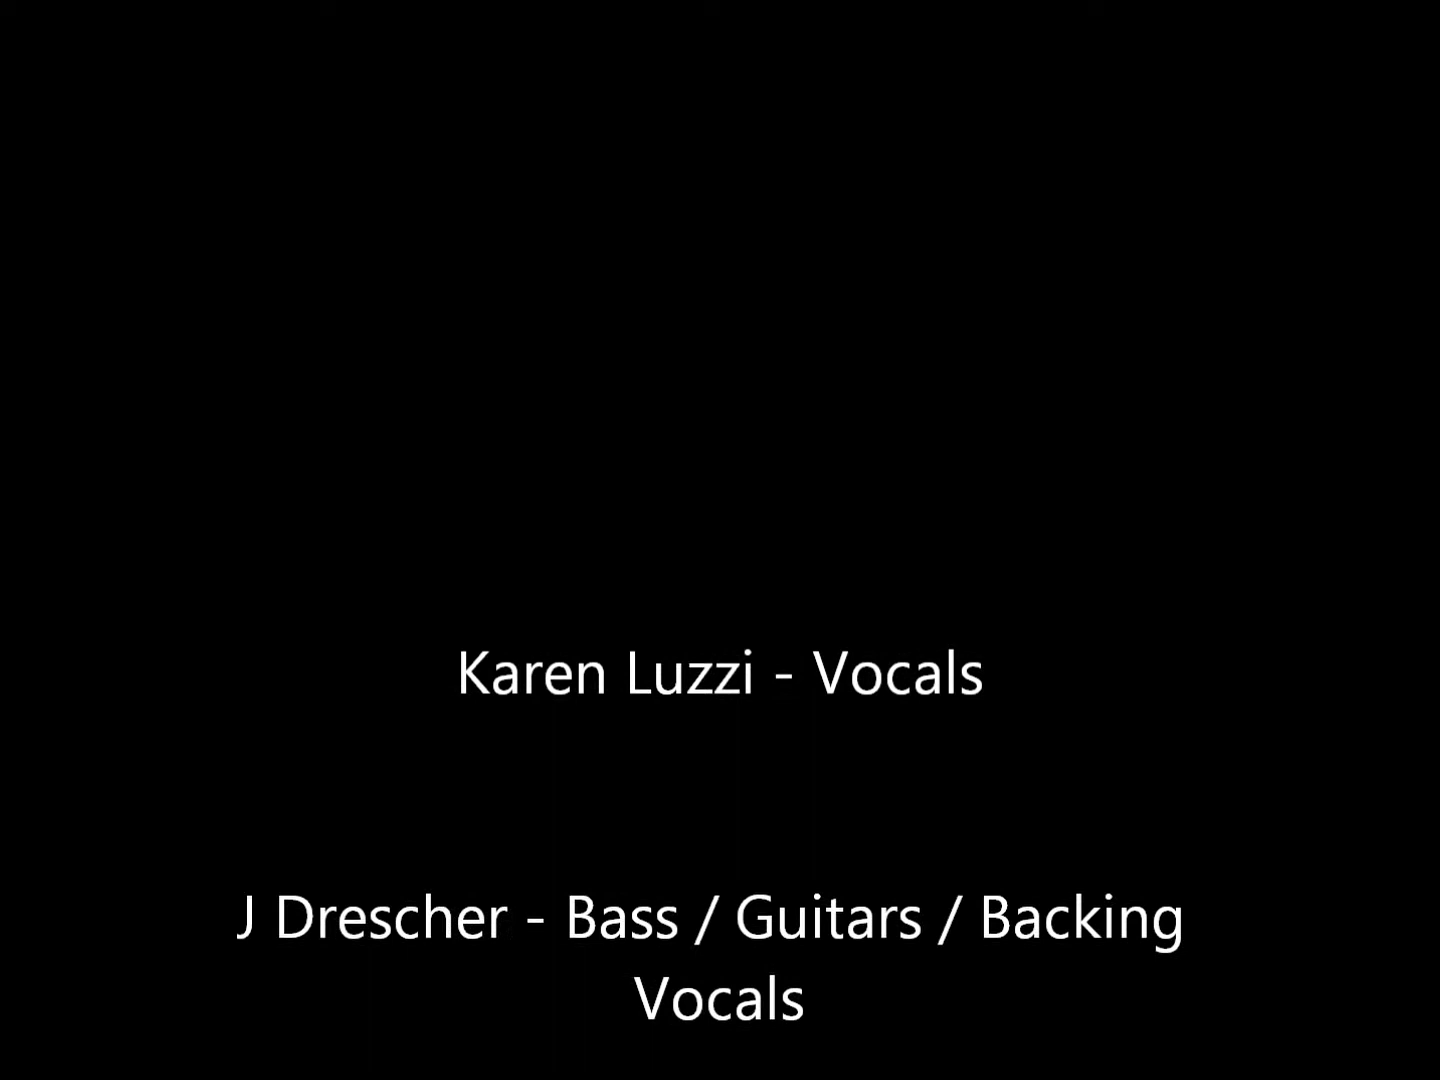 Karen Luzzi - Vocals
J Drescher - Bass / Guitars / Backing
Vocals